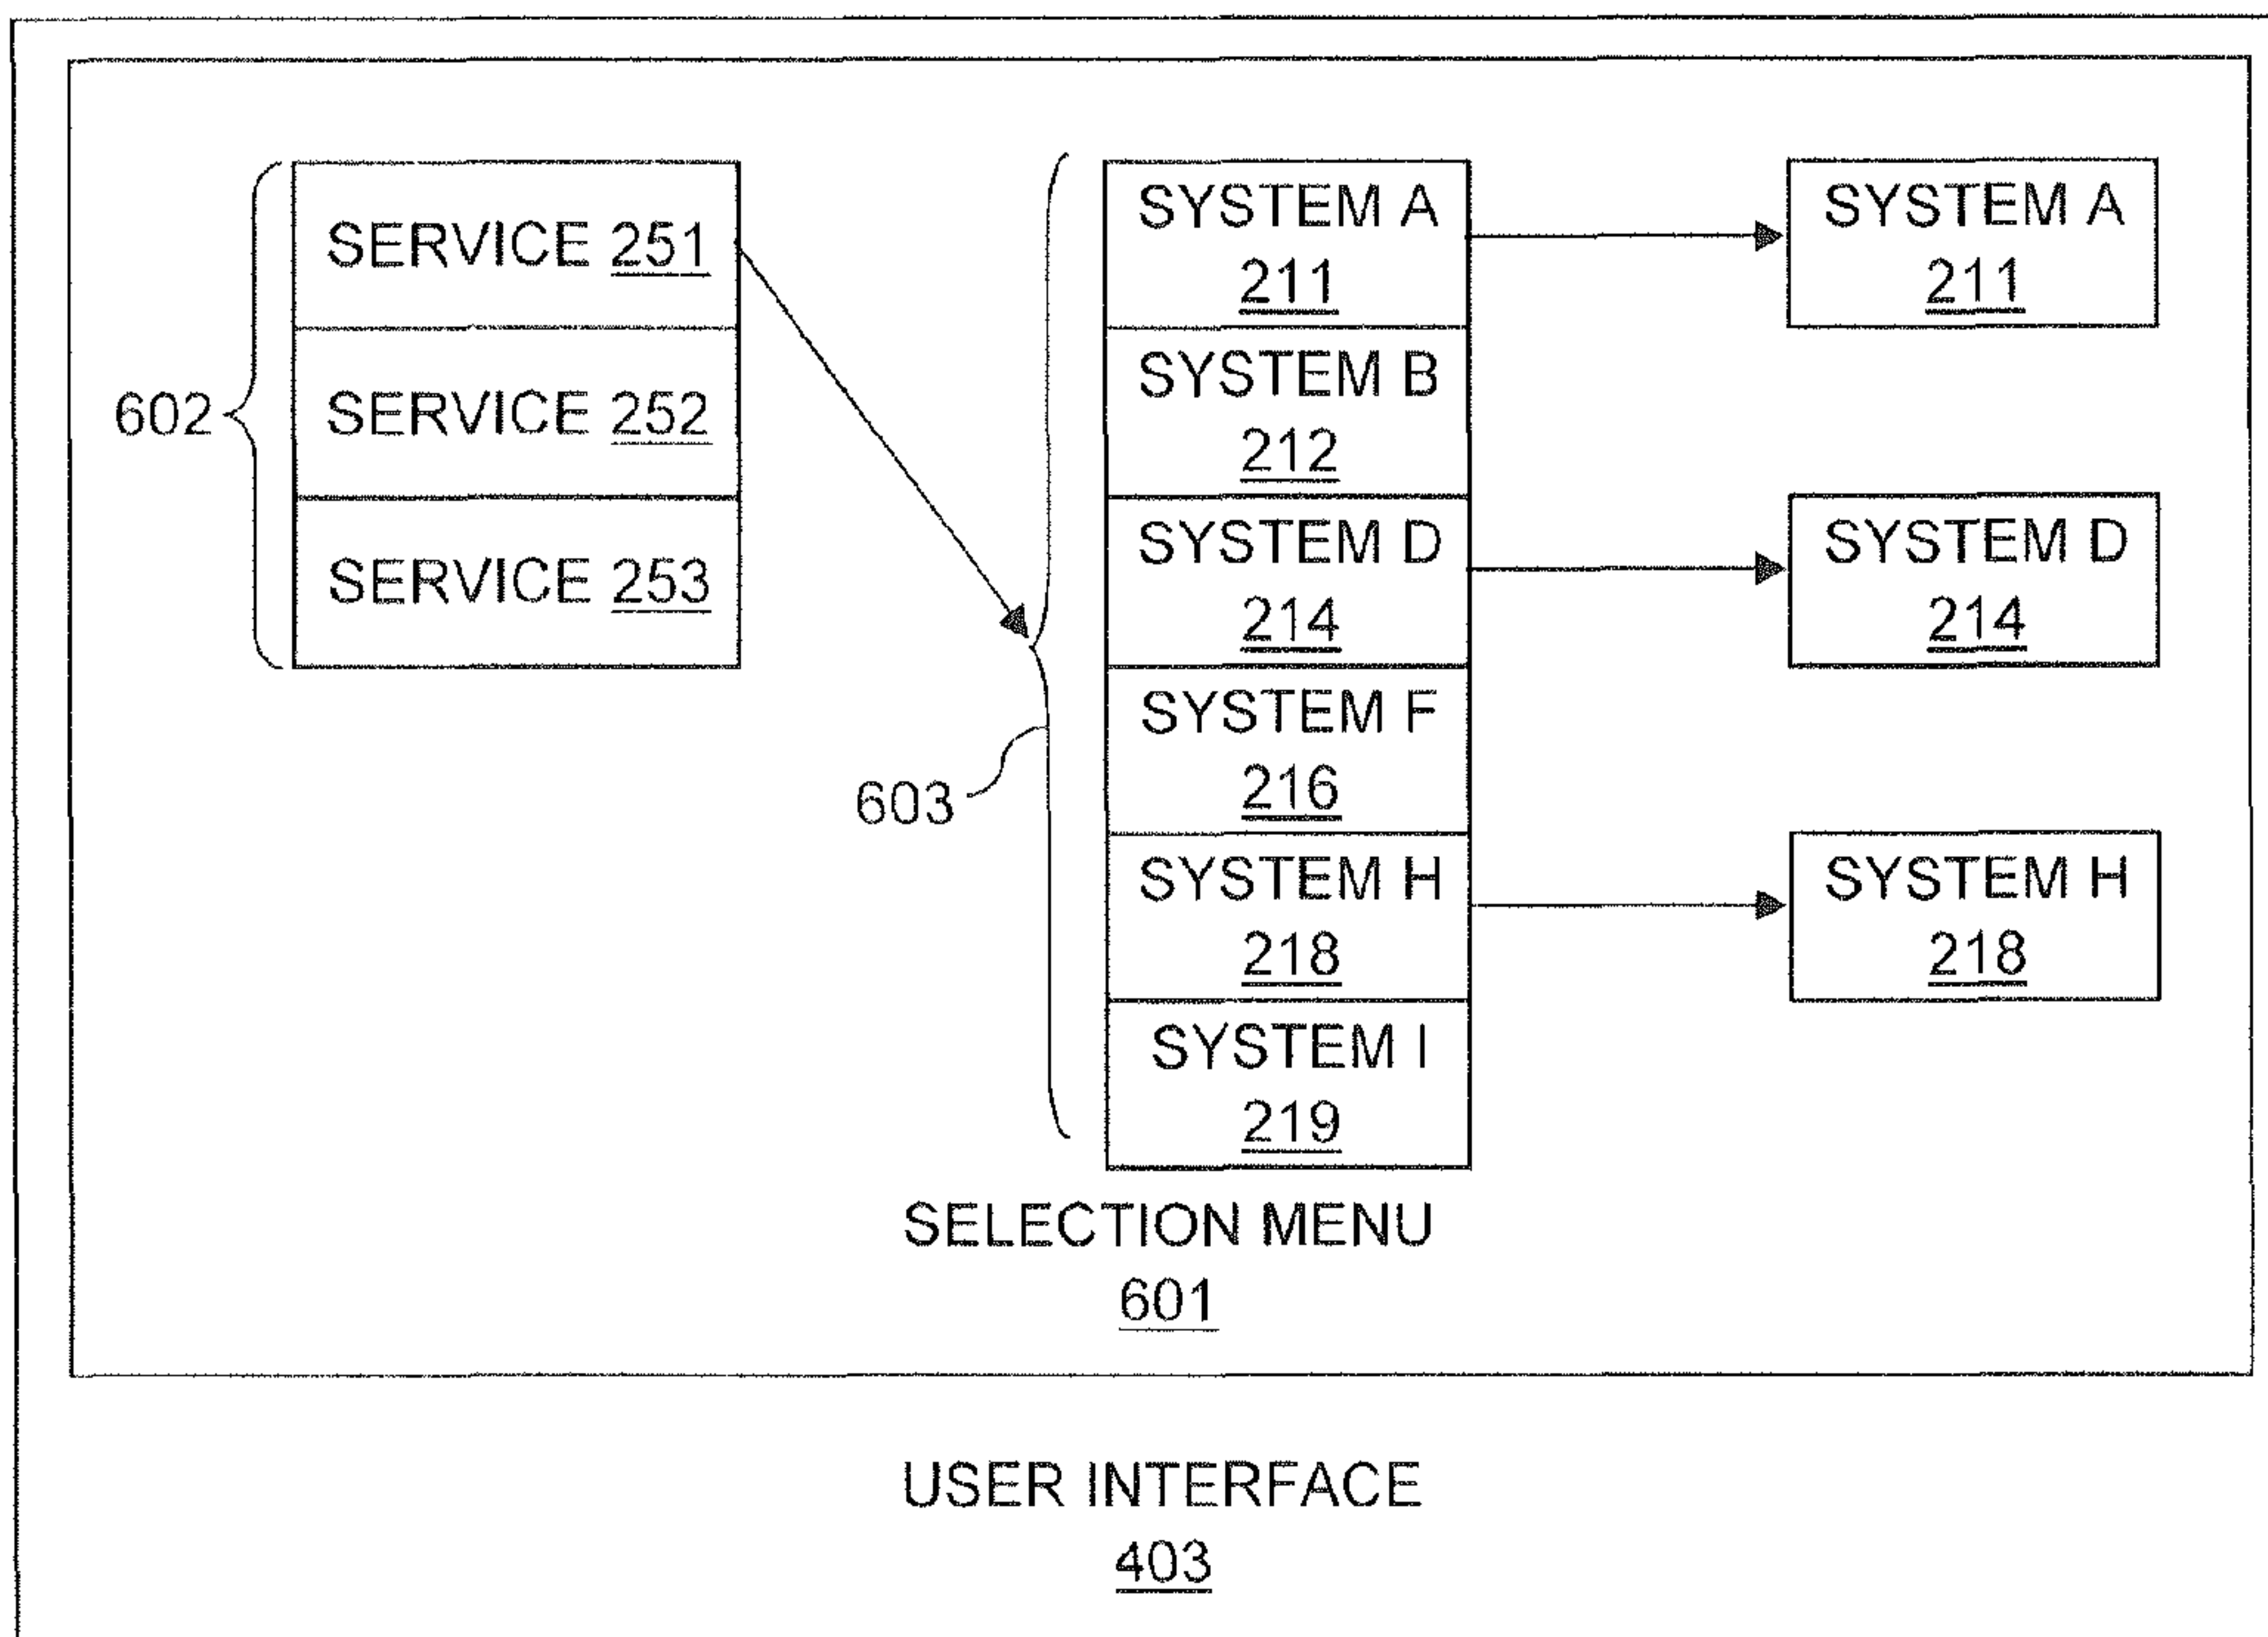 SERVICE 251
SERVICE 252
SERVICE 253
602
603
SYSTEM A
211
SYSTEM B
212
SYSTEM D
214
SYSTEM F
216
SYSTEM H
218
SYSTEM I
219
SYSTEM A
211
SYSTEM D
214
SYSTEM H
218
SELECTION MENU
601
USER INTERFACE
403